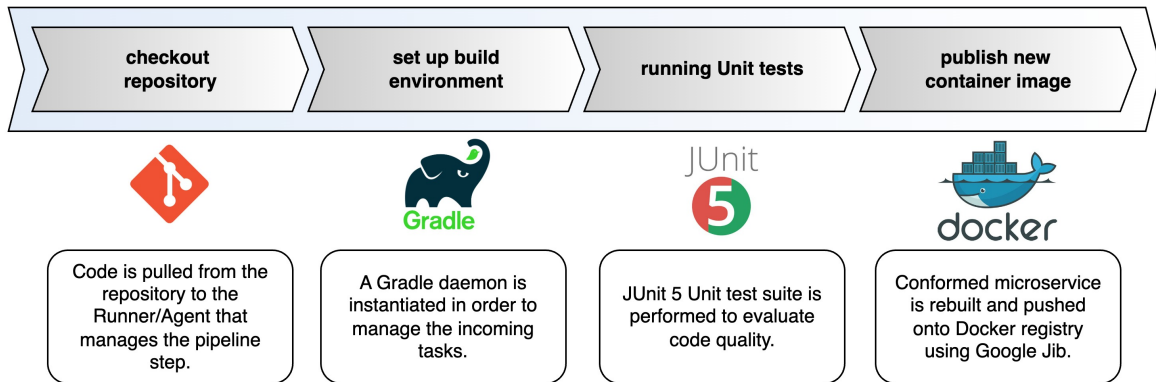 checkout
repository
set up build
environment
running Unit tests
publish new
container image
Gradle
JUnit
5
docker
Code is pulled from the
repository to the
Runner/Agent that
manages the pipeline
step.
A Gradle daemon is
instantiated in order to
manage the incoming
tasks.
JUnit 5 Unit test suite is
performed to evaluate
code quality.
Conformed microservice
is rebuilt and pushed
onto Docker registry
using Google Jib.